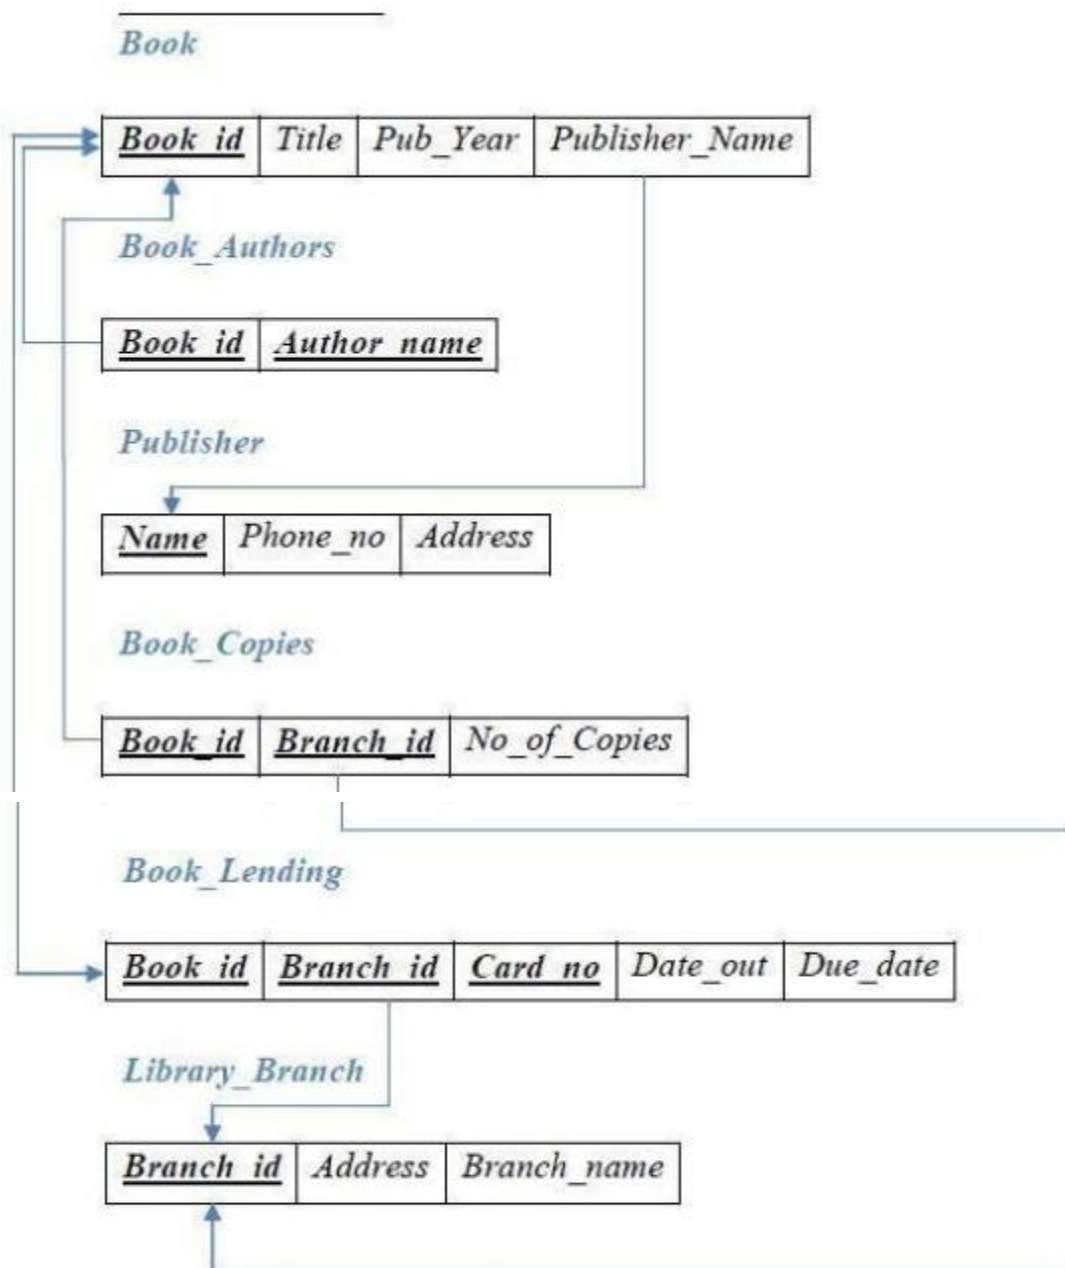 Book
Book_id Title Pub_Year Publisher_Name
Book_Authors
Book_id Author_name
Publisher
Name Phone_no Address
Book_Copies
Book_id Branch_id No_of_Copies
Book_Lending
Book_id Branch_id Card_no Date_out Due_date
Library_Branch
Branch_id Address Branch_name